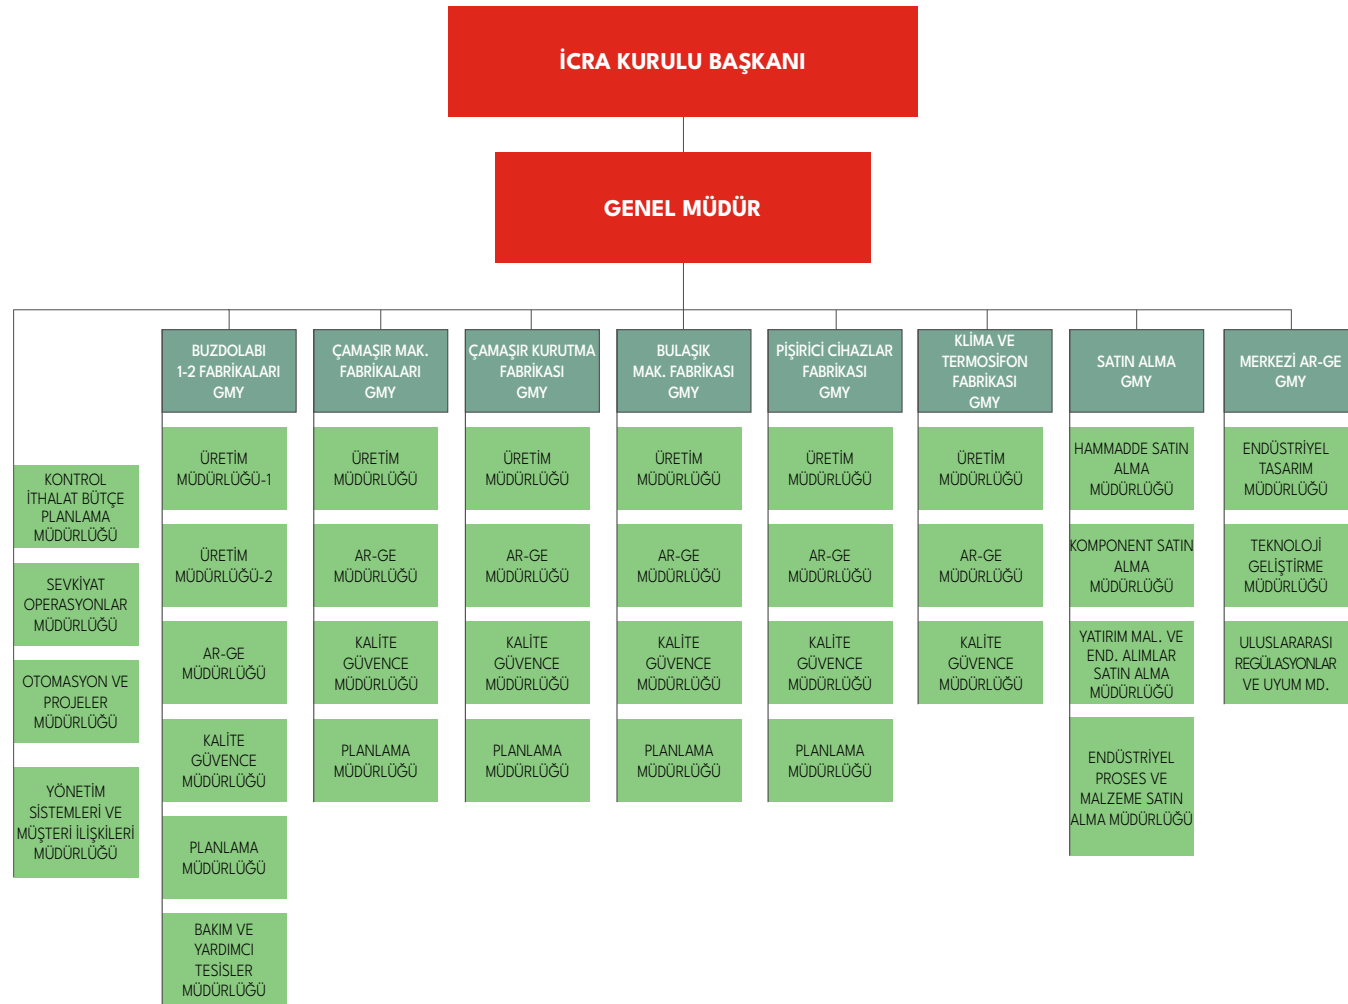 İCRA KURULU BAŞKANI
GENEL MÜDÜR
KONTROL
İTHALAT BÜTÇE
PLANLAMA
MÜDÜRLÜĞÜ
SEVKİYAT
OPERASYONLAR
MÜDÜRLÜĞÜ
OTOMASYON VE
PROJELER
MÜDÜRLÜĞÜ
YÖNETİM
SİSTEMLERİ VE
MÜŞTERİ İLİŞKİLERİ
MÜDÜRLÜĞÜ
BUZDOLABI
1-2 FABRİKALARI
GMY
ÜRETİM
MÜDÜRLÜĞÜ-1
ÜRETİM
MÜDÜRLÜĞÜ-2
AR-GE
MÜDÜRLÜĞÜ
KALİTE
GÜVENCE
MÜDÜRLÜĞÜ
PLANLAMA
MÜDÜRLÜĞÜ
BAKIM VE
YARDIMCI
TESİSLER
MÜDÜRLÜĞÜ
ÇAMAŞIR MAK.
FABRİKALARI
GMY
ÜRETİM
MÜDÜRLÜĞÜ
AR-GE
MÜDÜRLÜĞÜ
KALİTE
GÜVENCE
MÜDÜRLÜĞÜ
PLANLAMA
MÜDÜRLÜĞÜ
ÇAMAŞIR KURUTMA
FABRİKASI
GMY
ÜRETİM
MÜDÜRLÜĞÜ
AR-GE
MÜDÜRLÜĞÜ
KALİTE
GÜVENCE
MÜDÜRLÜĞÜ
PLANLAMA
MÜDÜRLÜĞÜ
BULAŞIK
MAK. FABRİKASI
GMY
ÜRETİM
MÜDÜRLÜĞÜ
AR-GE
MÜDÜRLÜĞÜ
KALİTE
GÜVENCE
MÜDÜRLÜĞÜ
PLANLAMA
MÜDÜRLÜĞÜ
PİŞİRİCİ CİHAZLAR
FABRİKASI
GMY
ÜRETİM
MÜDÜRLÜĞÜ
AR-GE
MÜDÜRLÜĞÜ
KALİTE
GÜVENCE
MÜDÜRLÜĞÜ
PLANLAMA
MÜDÜRLÜĞÜ
KLİMA VE
TERMOSİFON
FABRİKASI
GMY
ÜRETİM
MÜDÜRLÜĞÜ
AR-GE
MÜDÜRLÜĞÜ
KALİTE
GÜVENCE
MÜDÜRLÜĞÜ
SATIN ALMA
GMY
HAMMADDE SATIN
ALMA
MÜDÜRLÜĞÜ
KOMPONENT SATIN
ALMA
MÜDÜRLÜĞÜ
YATIRIM MAL. VE
END. ALIMLAR
SATIN ALMA
MÜDÜRLÜĞÜ
ENDÜSTRİYEL
PROSES VE
MALZEME SATIN
ALMA MÜDÜRLÜĞÜ
MERKEZİ AR-GE
GMY
ENDÜSTRİYEL
TASARIM
MÜDÜRLÜĞÜ
TEKNOLOJİ
GELİŞTİRME
MÜDÜRLÜĞÜ
ULUSLARARASI
REGÜLASYONLAR
VE UYUM MD.